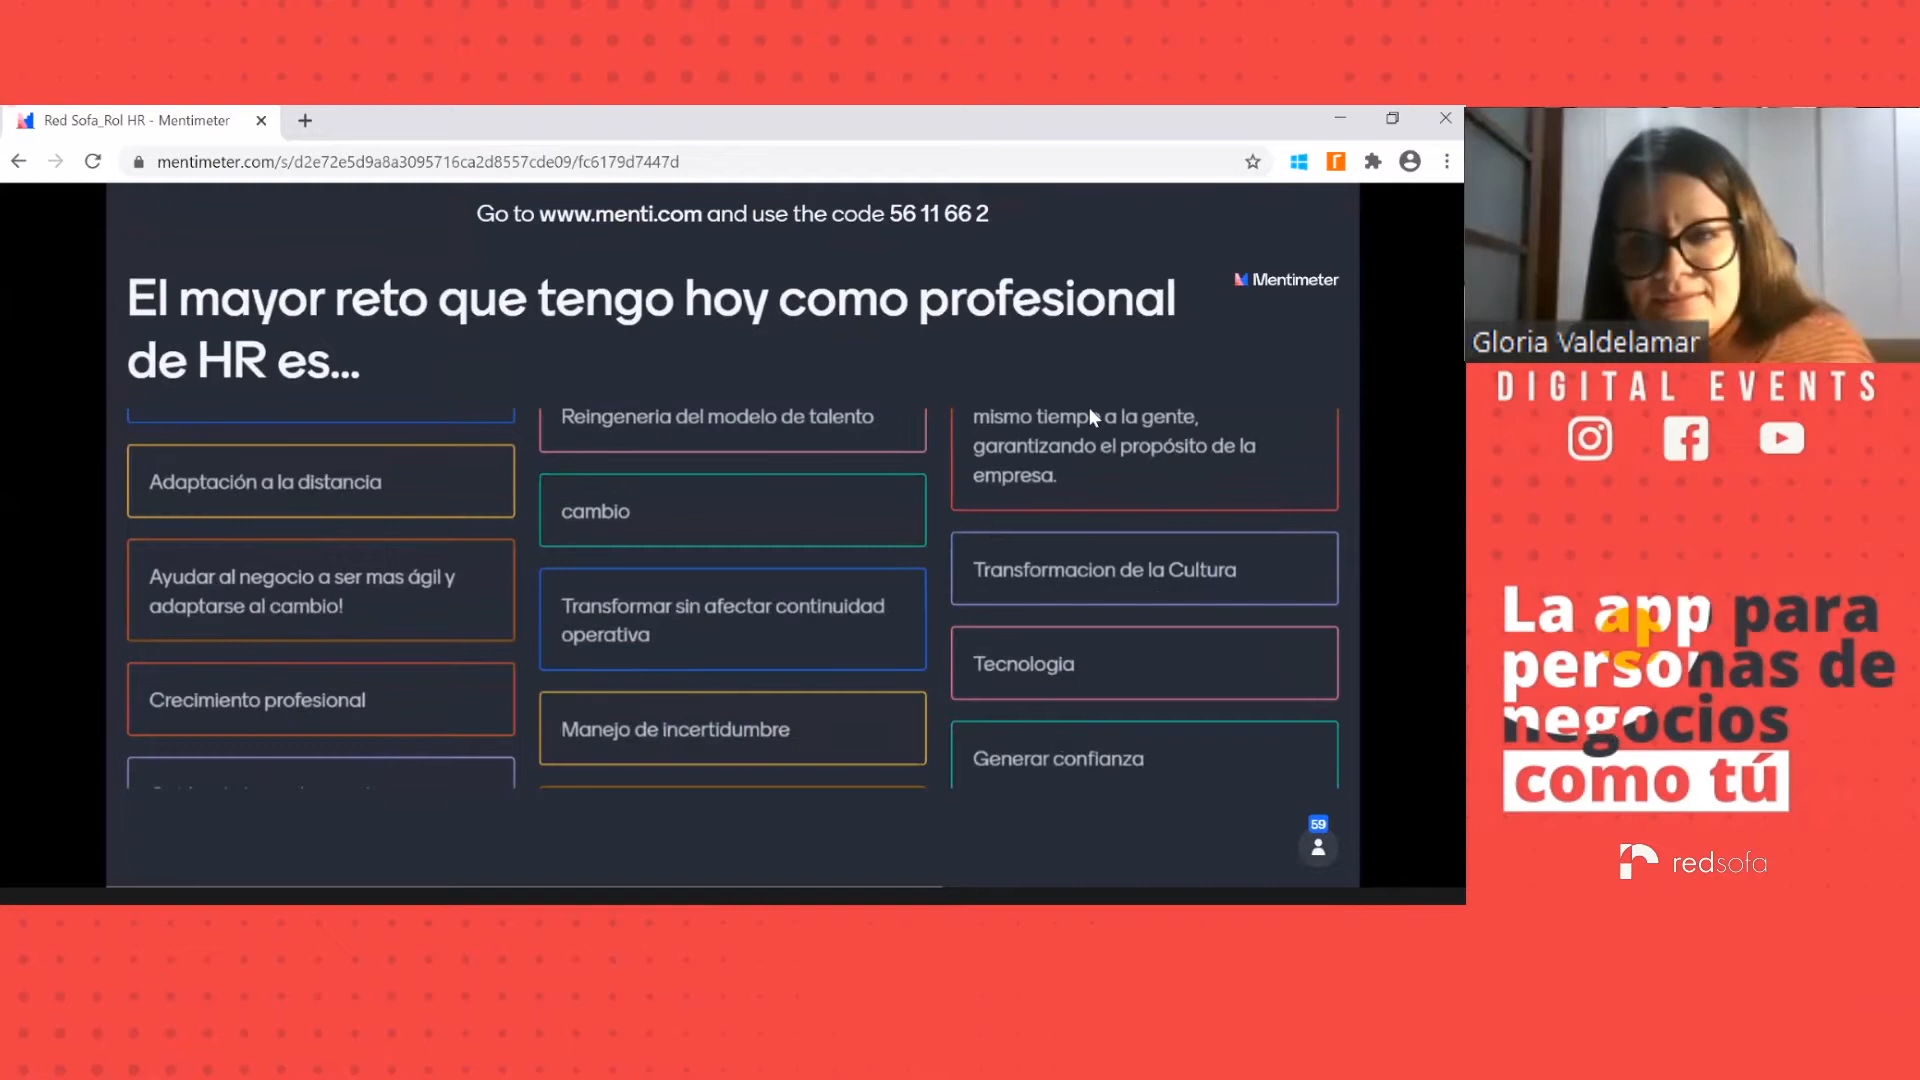 Red Sofa_Rol HR - Mentimeter
mentimeter.com/s/d2e72e5d9a8a3095716ca2d8557cde09/fc6179d7447d
Go to www.menti.com and use the code 56 11 66 2
El mayor reto que tengo hoy como profesional
de HR es...
Mentimeter
Adaptación a la distancia
Ayudar al negocio a ser mas ágil y
adaptarse al cambio!
Crecimiento profesional
Reingeneria del modelo de talento
cambio
Transformar sin afectar continuidad
operativa
Manejo de incertidumbre
mismo tiempo a la gente,
garantizando el propósito de la
empresa.
Transformacion de la Cultura
Tecnologia
Generar confianza
59
Gloria Valdelamar
DIGITAL EVENTS
La app para
personas de
negocios
como tú
redsofa